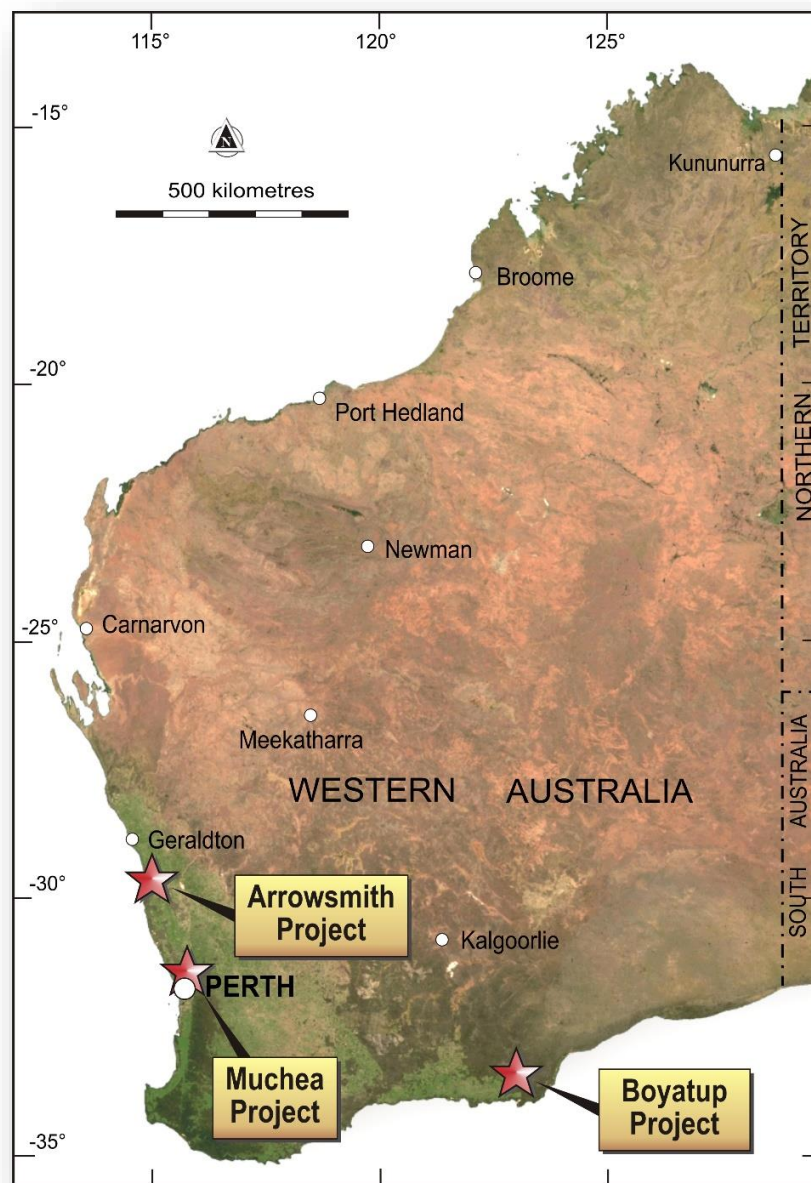 115°
120°
125°
-15°
N
500 kilometres
Kununurra
Broome
-20°
Port Hedland
NORTHERN TERRITORY
Newman
-25°
Carnarvon
Meekatharra
WESTERN AUSTRALIA
SOUTH AUSTRALIA
Geraldton
-30°
Arrowsmith
Project
Kalgoorlie
PERTH
Muchea
Project
Boyatup
Project
-35°